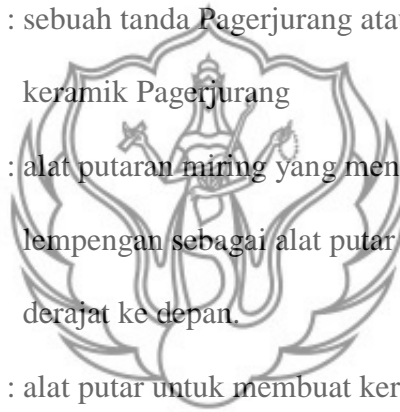 : sebuah tanda Pagerjurang atau
keramik Pagerjurang
: alat putaran miring yang men
lempengan sebagai alat putar
derajat ke depan.
: alat putar untuk membuat ker